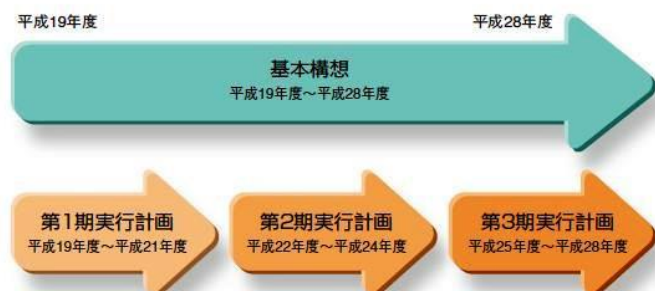 平成19年度
平成28年度
基本構想
平成19年度～平成28年度
第1期実行計画
平成19年度～平成21年度
第2期実行計画
平成22年度～平成24年度
第3期実行計画
平成25年度～平成28年度